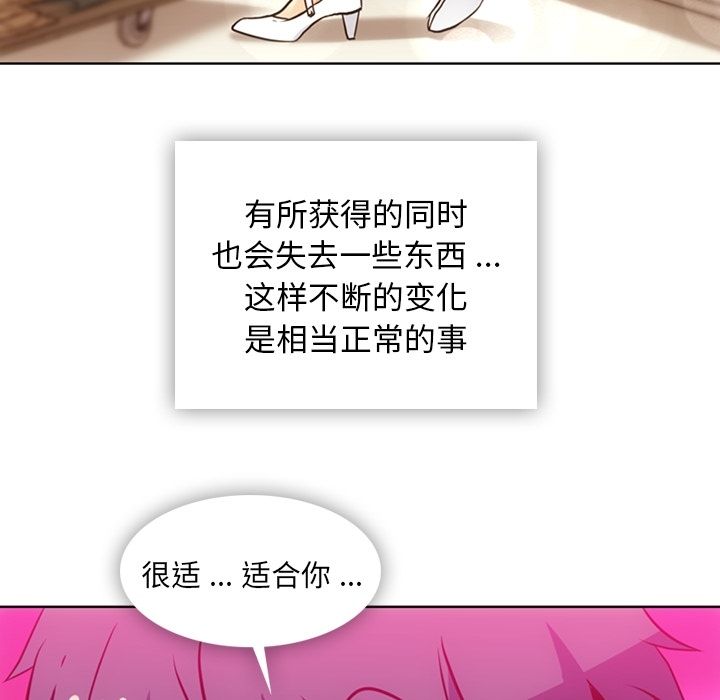 有所获得的同时
也会失去一些东西 ...
这样不断的变化
是相当正常的事
很适 ... 适合你 ...